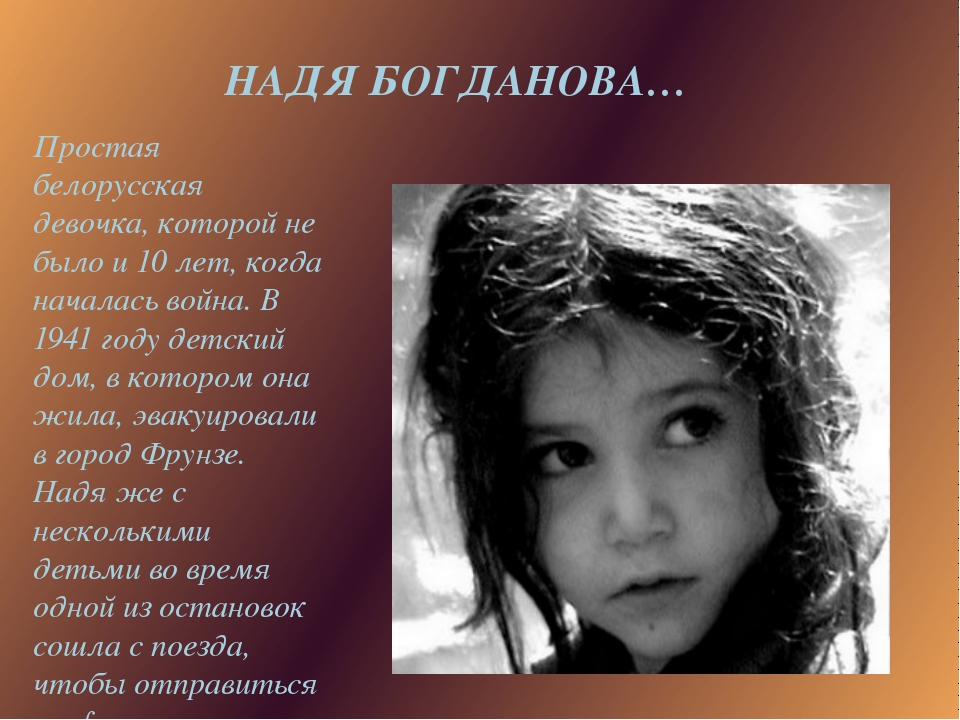 НАДЯ БОГДАНОВА...
Простая
белорусская
девочка, которой не
было и 10 лет, когда
началась война. В
1941 году детский
дом, в котором она
жила, эвакуировали
в город Фрунзе.
Надя же с
несколькими
детьми во время
одной из остановок
сошла с поезда,
чтобы отправиться